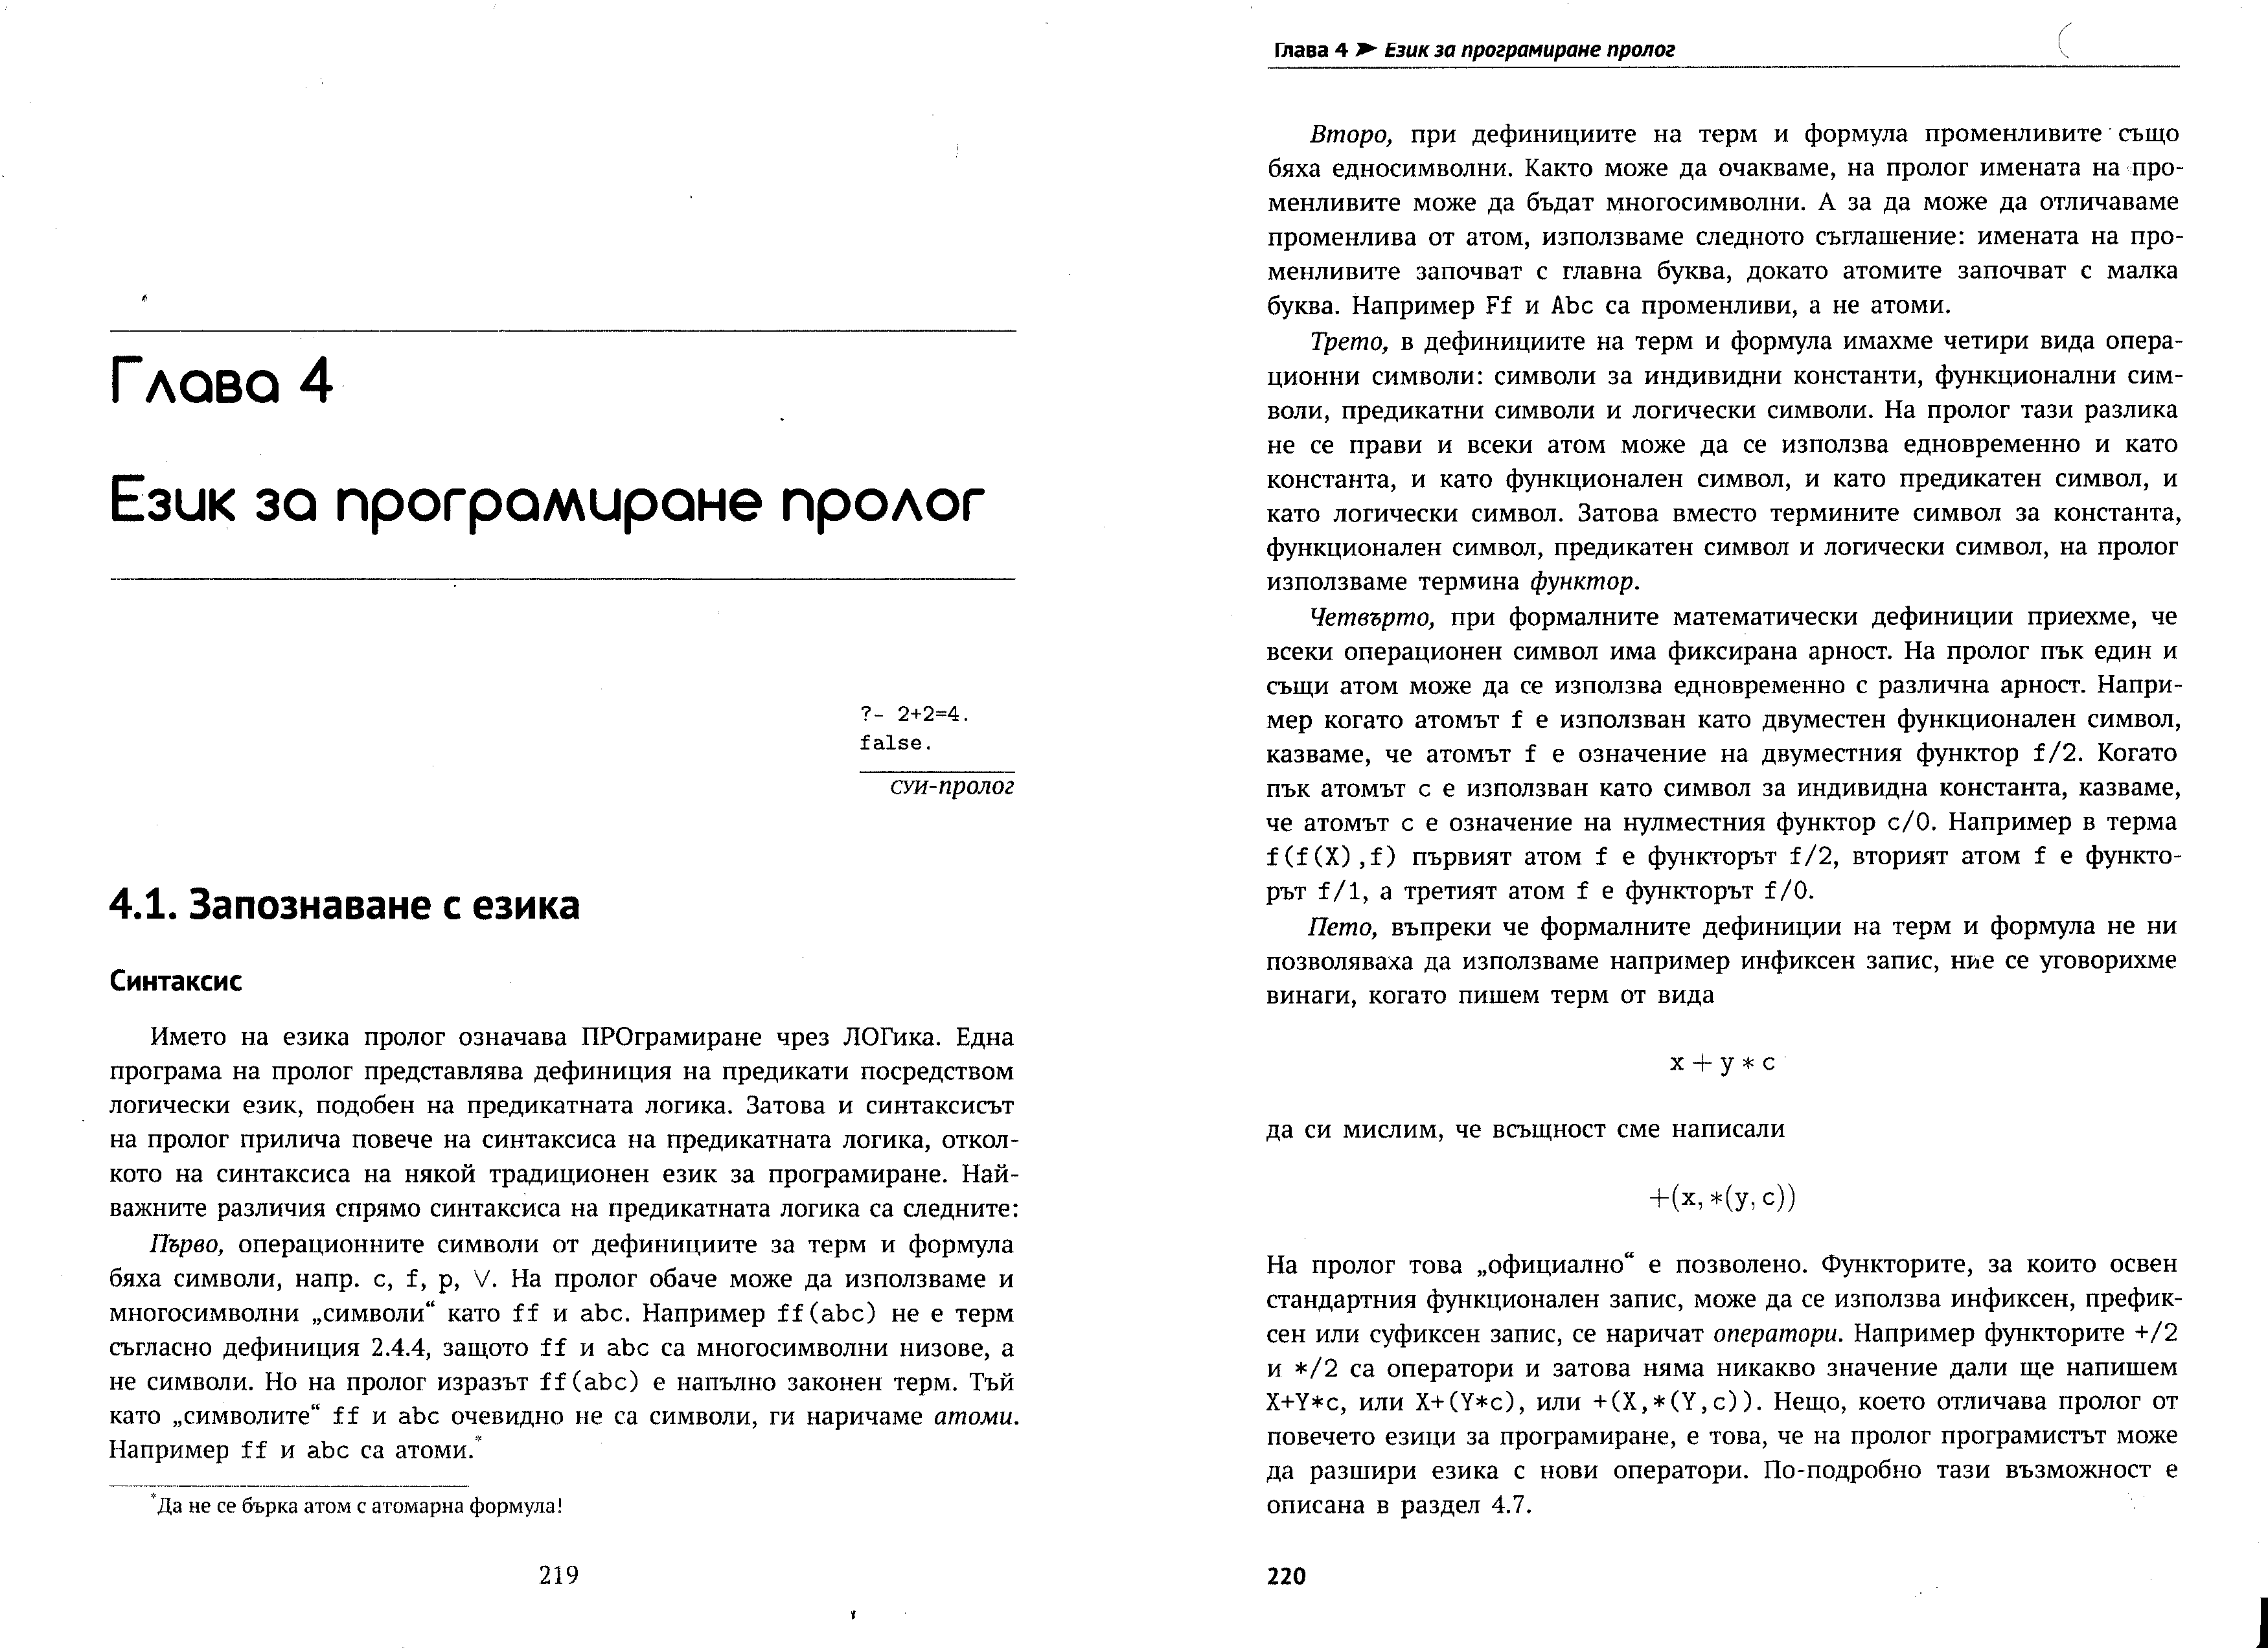 Глава 4
Език за програмиране пролог
?- 2+2=4.
false.
СУИ-пролог
4.1. Запознаване с езика
Синтаксис
Името на езика пролог означава ПРОграмиране чрез ЛОГика. Една
програма на пролог представлява дефиниция на предикати посредством
логически език, подобен на предикатната логика. Затова и синтаксисът
на пролог прилича повече на синтаксиса на предикатната логика, откол-
кото на синтаксиса на някой традиционен език за програмиране. Най-
важните различия спрямо синтаксиса на предикатната логика са следните:
Първо, операционните символи от дефинициите за терм и формула
бяха символи, напр. c, f, p, ∨. На пролог обаче може да използваме и
многосимволни „символи“ като ff и abc. Например ff(abc) не е терм
съгласно дефиниция 2.4.4, защото ff и abc са многосимволни низове, а
не символи. Но на пролог изразът ff(abc) е напълно законен терм. Тъй
като „символите“ ff и abc очевидно не са символи, ги наричаме атоми.
Например ff и abc са атоми.*
*Да не се бърка атом с атомарна формула!
219
Глава 4 ➤ Език за програмиране пролог
Второ, при дефинициите на терм и формула променливите също
бяха едносимволни. Както може да очакваме, на пролог имената на про-
менливите може да бъдат многосимволни. А за да може да отличаваме
променлива от атом, използваме следното съглашение: имената на про-
менливите започват с главна буква, докато атомите започват с малка
буква. Например Ff и Abc са променливи, а не атоми.
Трето, в дефинициите на терм и формула имахме четири вида опера-
ционни символи: символи за индивидни константи, функционални сим-
воли, предикатни символи и логически символи. На пролог тази разлика
не се прави и всеки атом може да се използва едновременно и като
константа, и като функционален символ, и като предикатен символ, и
като логически символ. Затова вместо термините символ за константа,
функционален символ, предикатен символ и логически символ, на пролог
използваме термина функтор.
Четвърто, при формалните математически дефиниции приехме, че
всеки операционен символ има фиксирана арност. На пролог пък един и
същи атом може да се използва едновременно с различна арност. Напри-
мер когато атомът f е използван като двуместен функционален символ,
казваме, че атомът f е означение на двуместния функтор f/2. Когато
пък атомът c е използван като символ за индивидна константа, казваме,
че атомът c е означение на нулместния функтор c/0. Например в терма
f(f(X),f) първият атом f е функторът f/2, вторият атом f е функто-
рът f/1, а третият атом f е функторът f/0.
Пето, въпреки че формалните дефиниции на терм и формула не ни
позволяваха да използваме например инфиксен запис, ние се уговорихме
винаги, когато пишем терм от вида
x + y * c
да си мислим, че всъщност сме написали
+(x, *(y, c))
На пролог това „официално“ е позволено. Функторите, за които освен
стандартния функционален запис, може да се използва инфиксен, префик-
сен или суфиксен запис, се наричат оператори. Например функторите +/2
и */2 са оператори и затова няма никакво значение дали ще напишем
X+Y*c, или X+(Y*c), или +(X,*(Y,c)). Нещо, което отличава пролог от
повечето езици за програмиране, е това, че на пролог програмистът може
да разшири езика с нови оператори. По-подробно тази възможност е
описана в раздел 4.7.
220